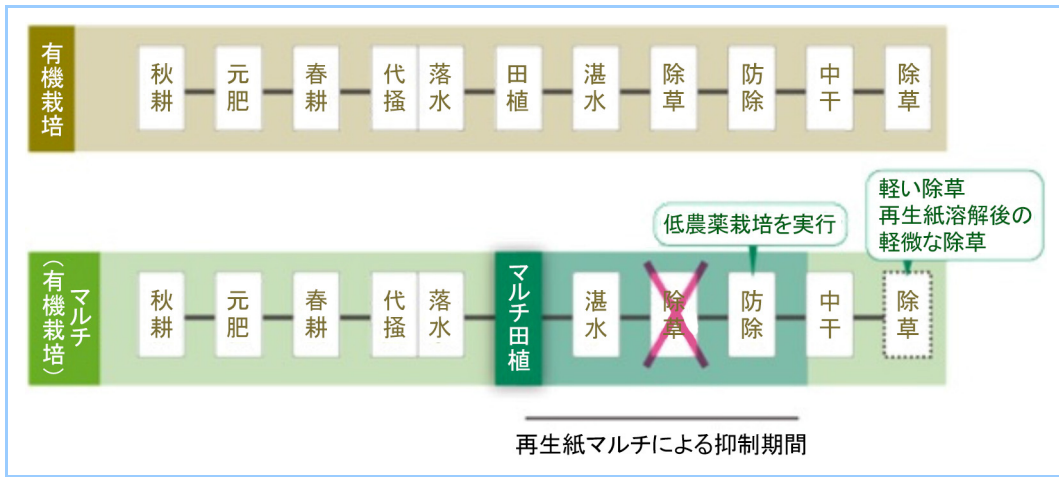 有機栽培
秋耕
元肥
春耕
代掻
落水
田植
湛水
除草
防除
中干
除草
軽い除草
再生紙溶解後の
軽微な除草
低農薬栽培を実行
マルチ
（有機栽培）
秋耕
元肥
春耕
代掻
落水
マルチ田植
湛水
除草
防除
中干
除草
再生紙マルチによる抑制期間